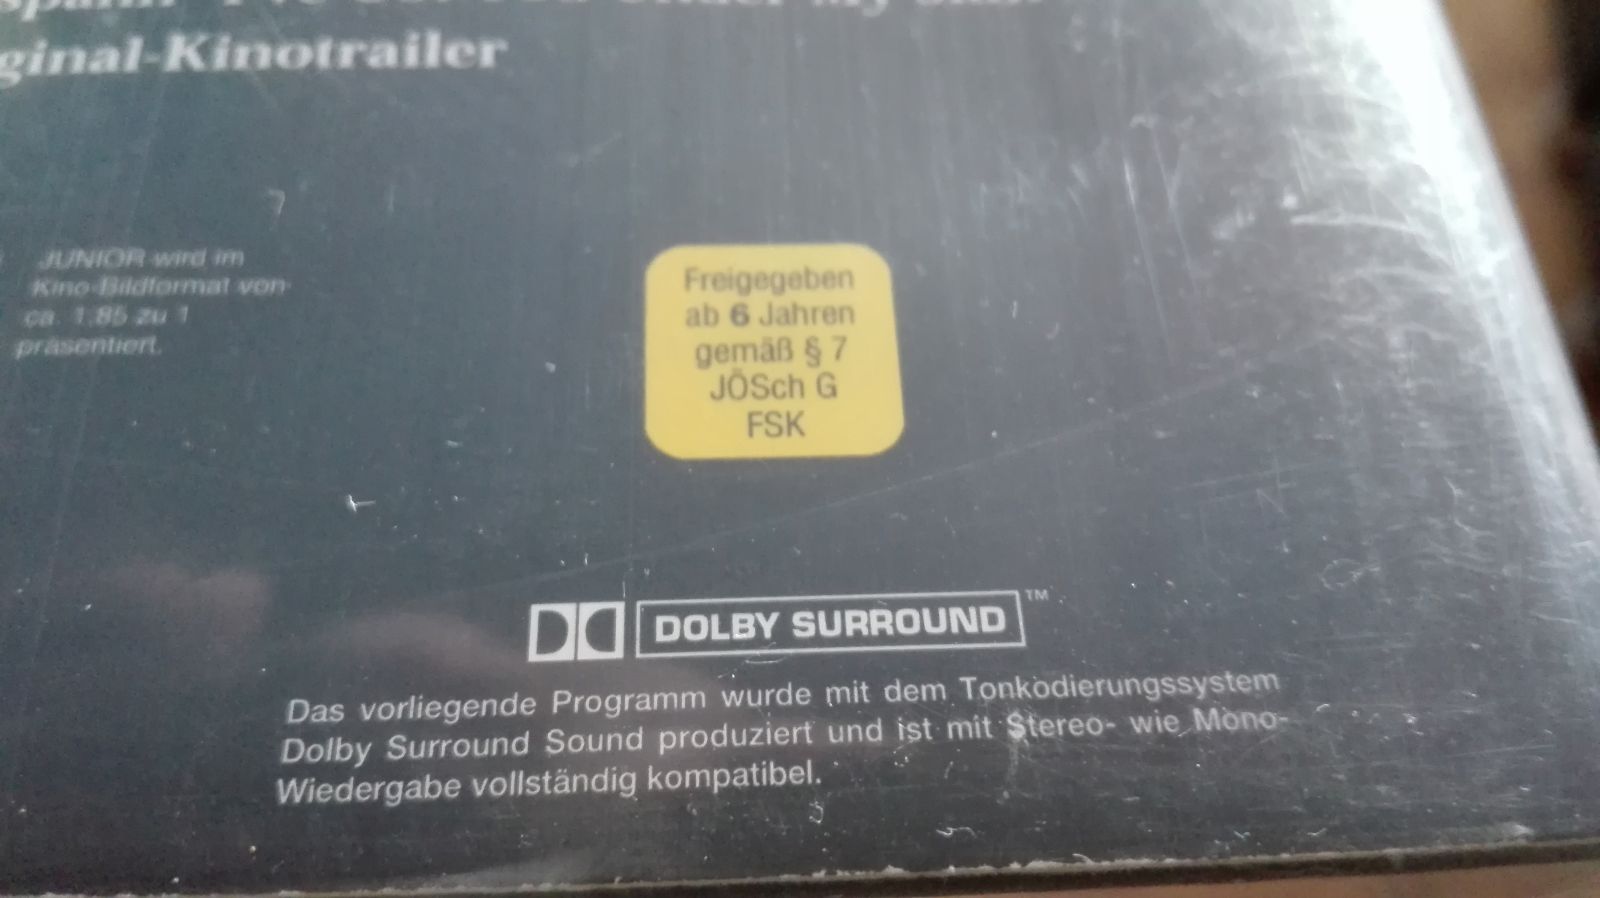 ginal-Kinotrailer
JUNIOR wird im
Kino-Bildformat von
ca. 1:85 zu 1
präsentiert.
Freigegeben
ab 6 Jahren
gemäß § 7
JÖSch G
FSK
DOLBY SURROUND™
Das vorliegende Programm wurde mit dem Tonkodierungssystem
Dolby Surround Sound produziert und ist mit Stereo- wie Mono-
Wiedergabe vollständig kompatibel.